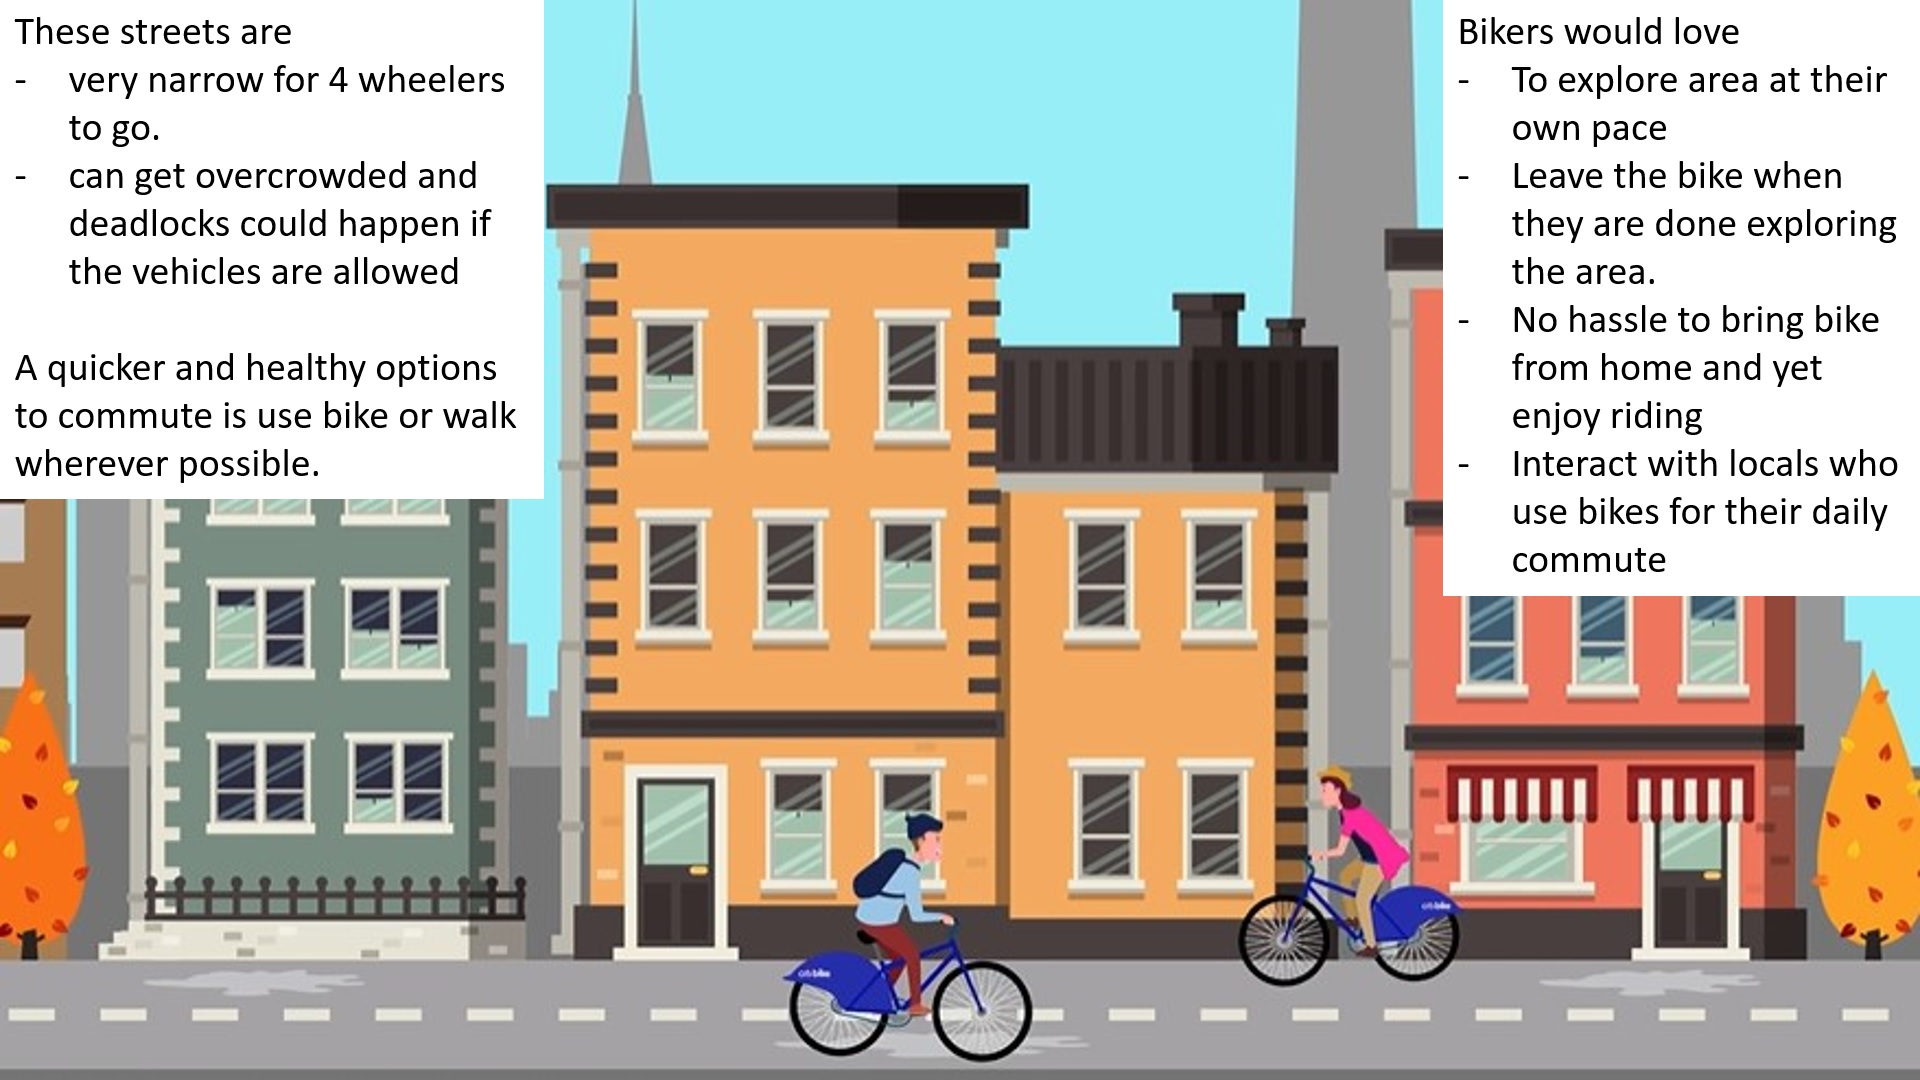 These streets are
- very narrow for 4 wheelers
to go.
- can get overcrowded and
deadlocks could happen if
the vehicles are allowed
A quicker and healthy options
to commute is use bike or walk
wherever possible.
Bikers would love
- To explore area at their
own pace
- Leave the bike when
they are done exploring
the area.
- No hassle to bring bike
from home and yet
enjoy riding
- Interact with locals who
use bikes for their daily
commute
citi bike
citi bike